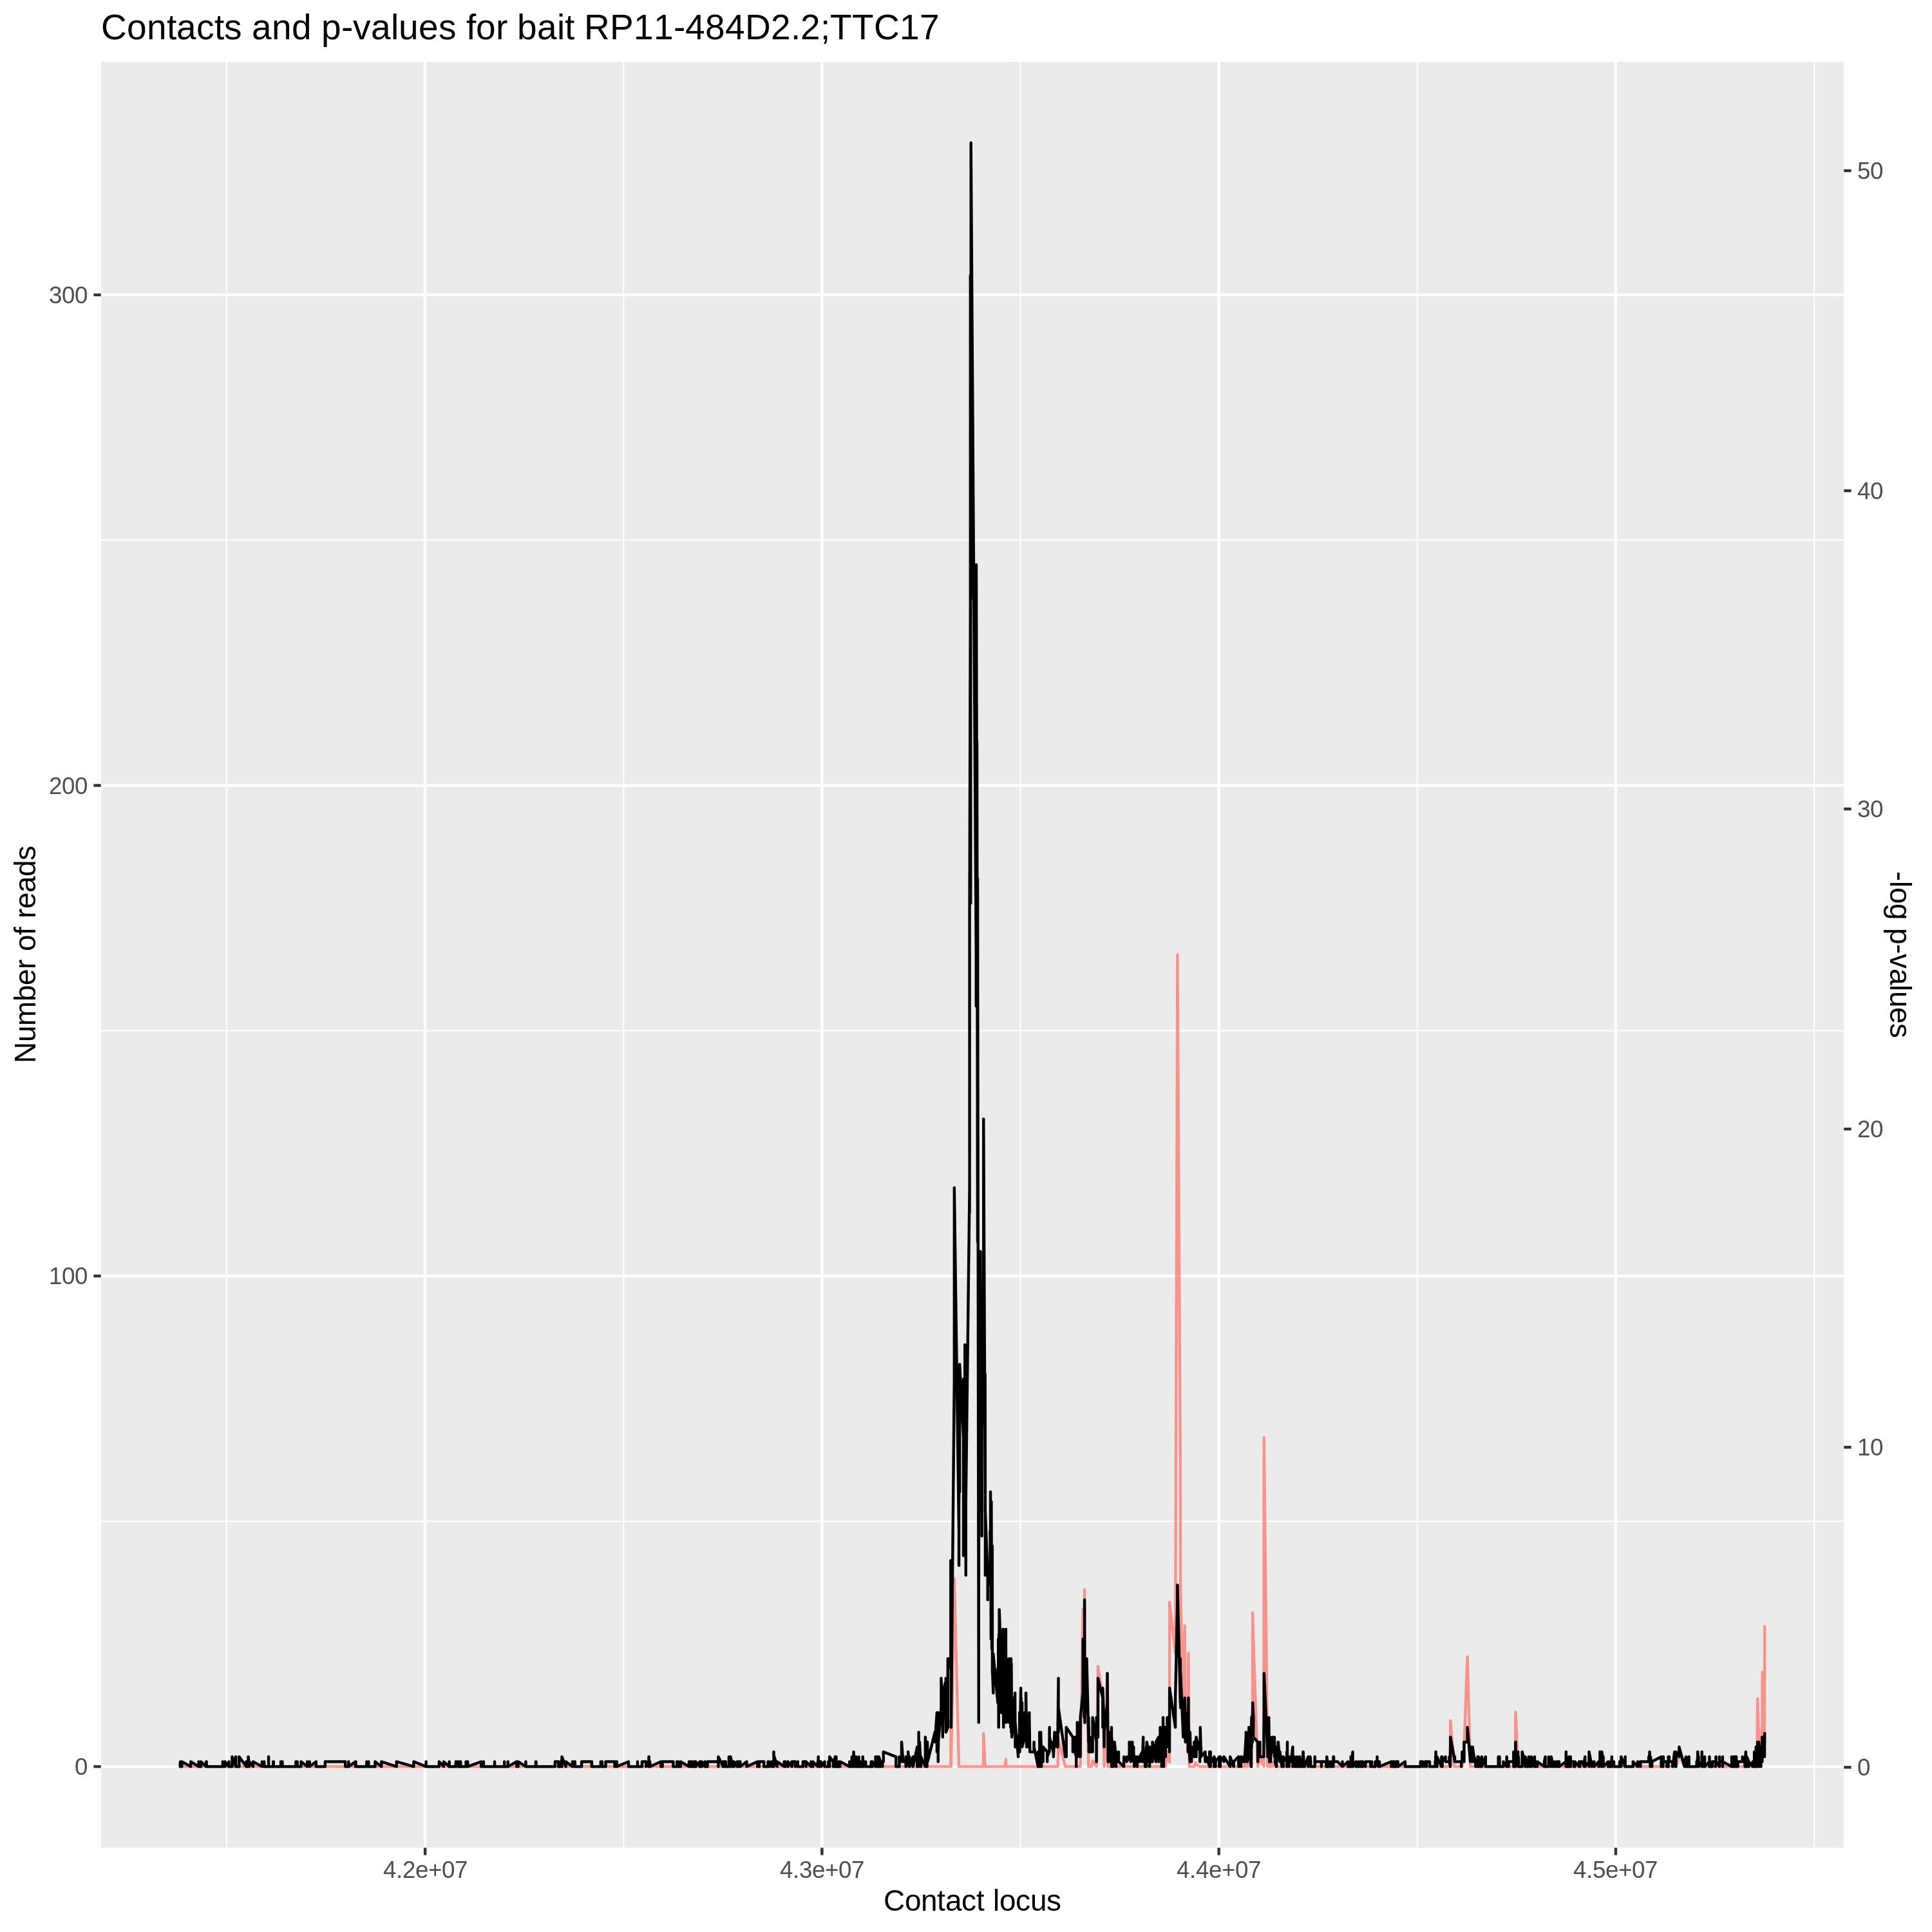 Contacts and p-values for bait RP11-484D2.2;TTC17
300
200
100
0
Number of reads
50
40
30
20
10
0
-log p-values
4.2e+07
4.3e+07
4.4e+07
4.5e+07
Contact locus